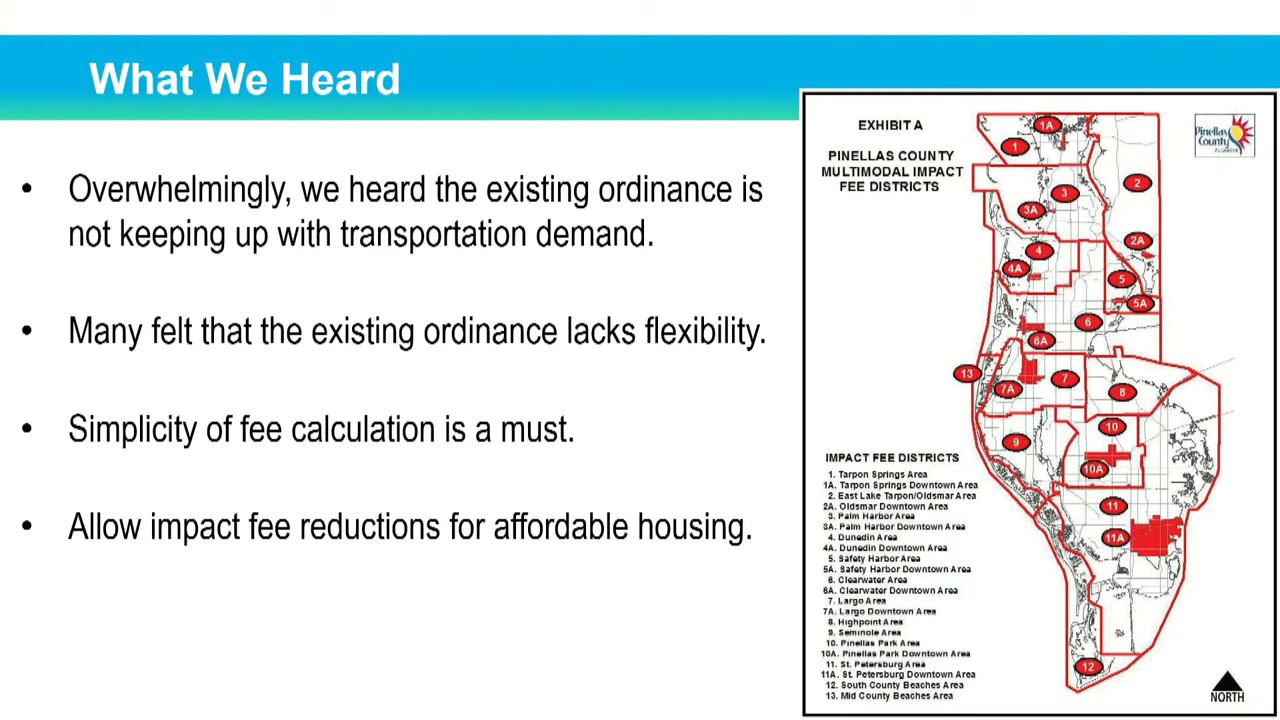 What We Heard
• Overwhelmingly, we heard the existing ordinance is
not keeping up with transportation demand.
• Many felt that the existing ordinance lacks flexibility.
• Simplicity of fee calculation is a must.
• Allow impact fee reductions for affordable housing.
EXHIBIT A
PINELLAS COUNTY
MULTIMODAL IMPACT
FEE DISTRICTS
Pinellas
County
1A
1
2
3
3A
2A
4
4A
5
5A
6
6A
13
7
7A
8
10
9
10A
11
11A
12
IMPACT FEE DISTRICTS
1. Tarpon Springs Area
1A. Tarpon Springs Downtown Area
2. East Lake Tarpon/Oldsmar Area
2A. Oldsmar Downtown Area
3. Palm Harbor Area
3A. Palm Harbor Downtown Area
4. Dunedin Area
4A. Dunedin Downtown Area
5. Safety Harbor Area
5A. Safety Harbor Downtown Area
6. Clearwater Area
6A. Clearwater Downtown Area
7. Largo Area
7A. Largo Downtown Area
8. Highpoint Area
9. Seminole Area
10. Pinellas Park Area
10A. Pinellas Park Downtown Area
11. St. Petersburg Area
11A. St. Petersburg Downtown Area
12. South County Beaches Area
13. Mid County Beaches Area
NORTH